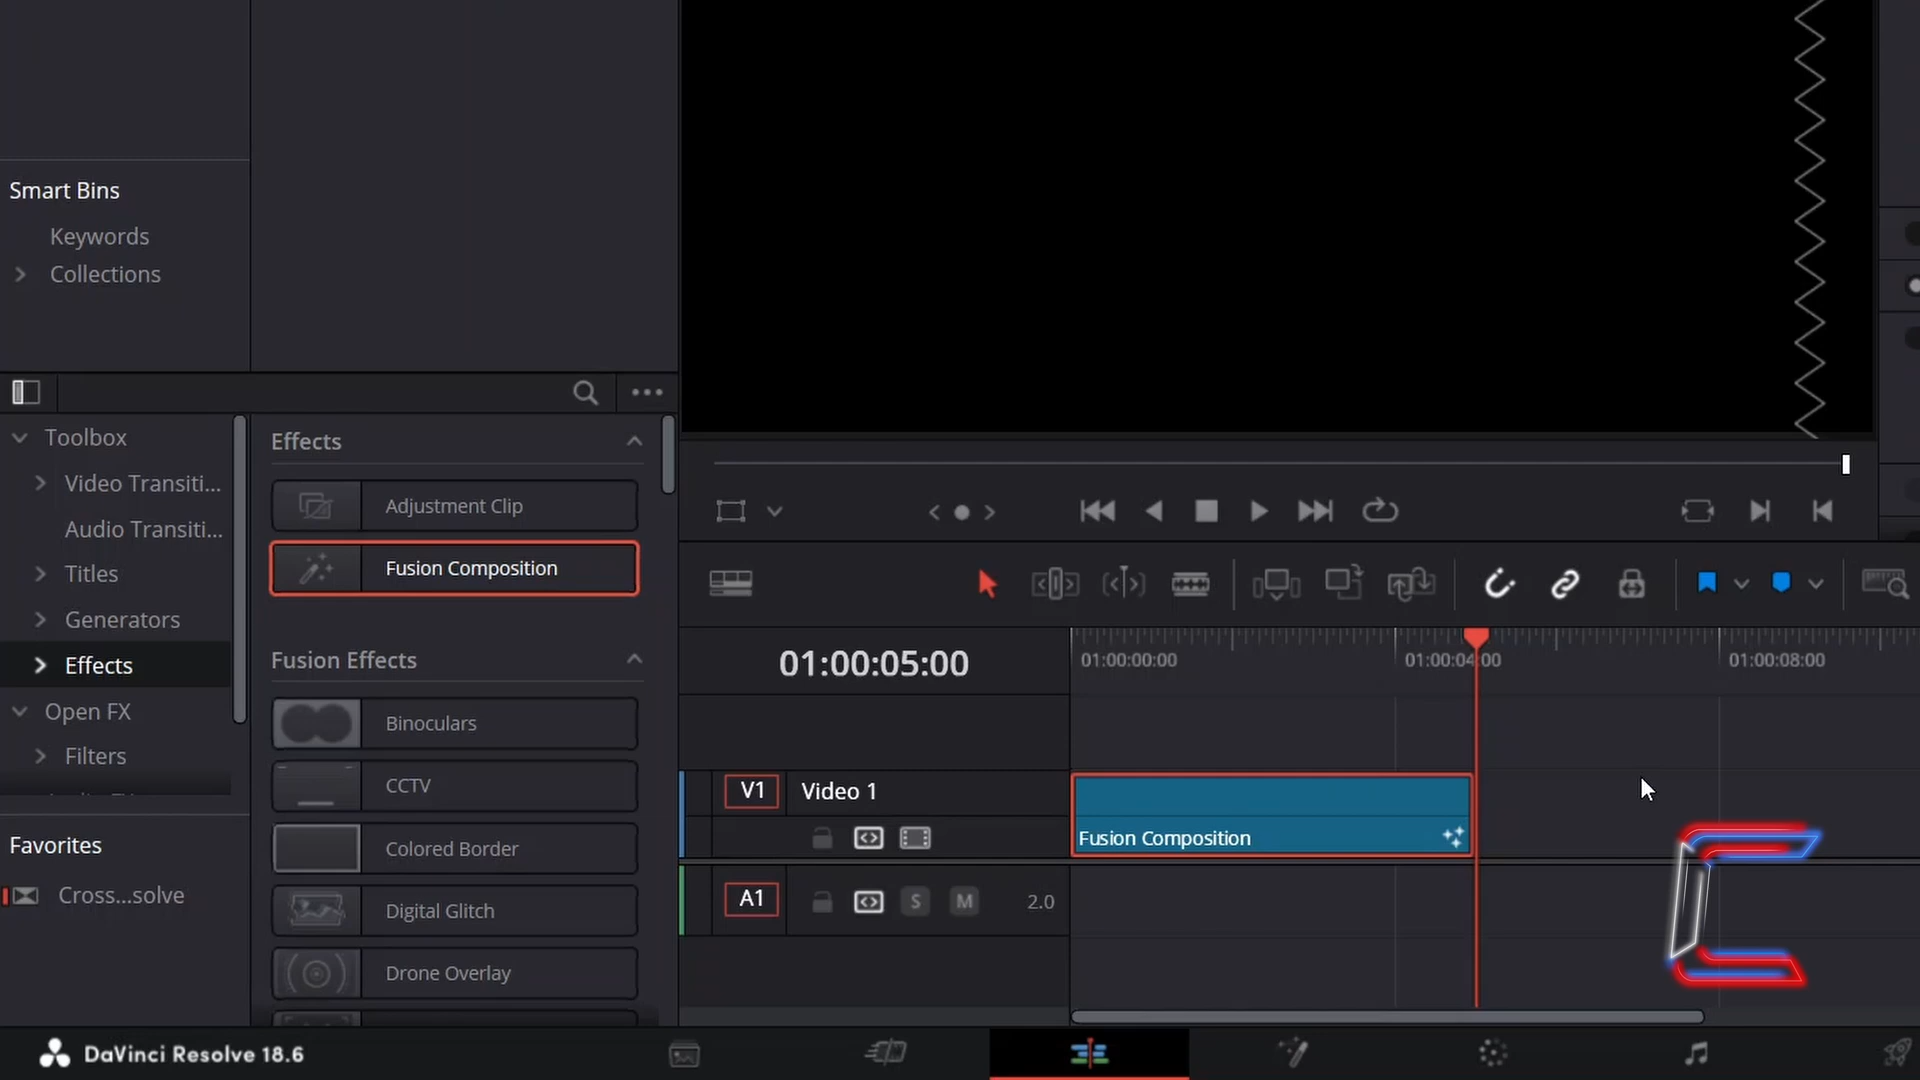 Smart Bins
Keywords
Collections
Toolbox
Video Transiti...
Audio Transiti...
Titles
Generators
Effects
Open FX
Filters
Favorites
Cross...solve
Effects
Adjustment Clip
Fusion Composition
Fusion Effects
Binoculars
CCTV
Colored Border
Digital Glitch
Drone Overlay
01:00:05:00
01:00:00:00
01:00:04:00
01:00:08:00
V1
Video 1
Fusion Composition
A1
S
M
2.0
DaVinci Resolve 18.6